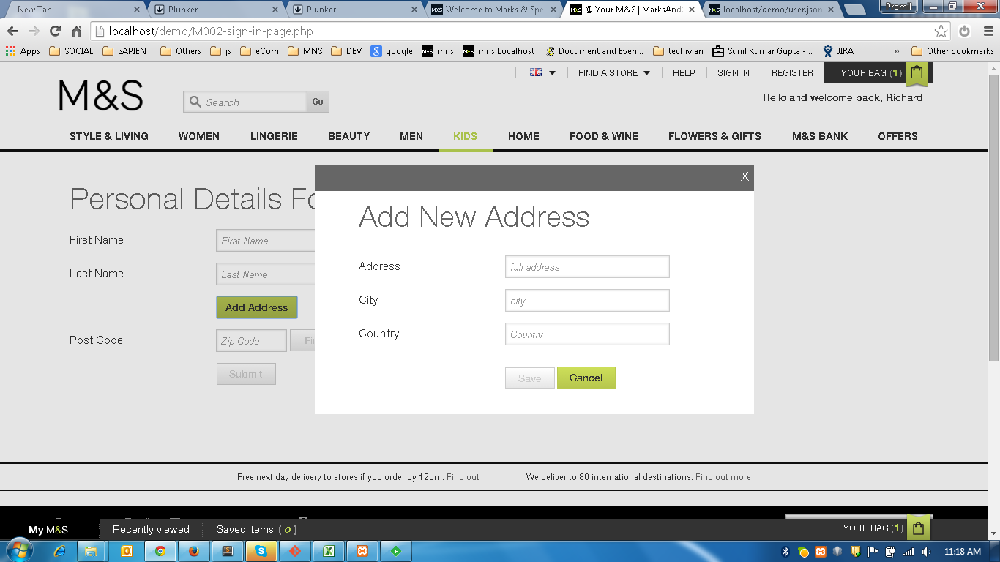 New Tab
Plunker
Plunker
Welcome to Marks & Spe
@ Your M&S | MarksAnd
localhost/demo/user.json
Promil
localhost/demo/M002-sign-in-page.php
Apps SOCIAL SAPIENT Others js eCom MNS DEV google mns mns Localhost Document and Even... techivian Sunil Kumar Gupta -... JIRA » Other bookmarks
FIND A STORE HELP SIGN IN REGISTER YOUR BAG (1)
M&S
Search Go
Hello and welcome back, Richard
STYLE & LIVING WOMEN LINGERIE BEAUTY MEN KIDS HOME FOOD & WINE FLOWERS & GIFTS M&S BANK OFFERS
X
Personal Details Fo
Add New Address
First Name First Name
Last Name Last Name
Add Address
Post Code Zip Code Fi
Submit
Address full address
City city
Country Country
Save Cancel
Free next day delivery to stores if you order by 12pm. Find out
We deliver to 80 international destinations. Find out more
My M&S Recently viewed Saved items (0) YOUR BAG (1)
11:18 AM